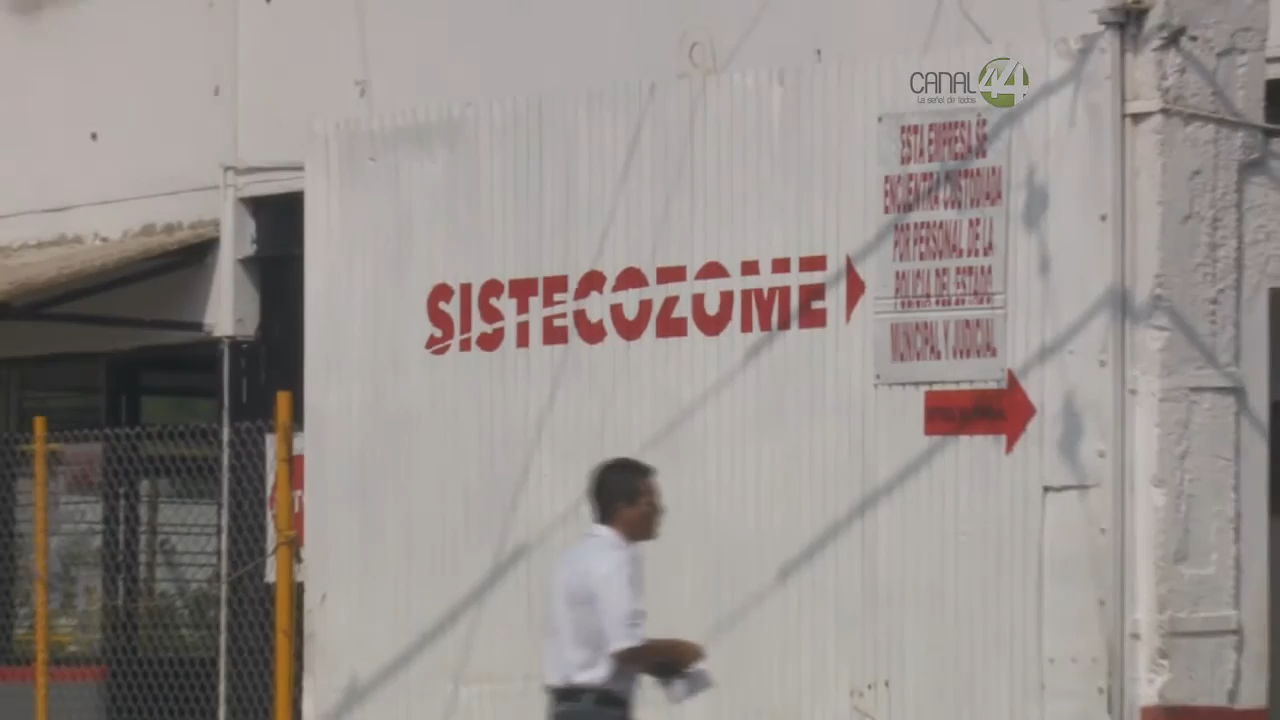 CANAL 44
La señal de todos
ESTA EMPRESA SE
ENCUENTRA CUSTODIADA
POR PERSONAL DE LA
POLICIA DEL ESTADO
MUNICIPAL Y JUDICIAL
SISTECOZOME